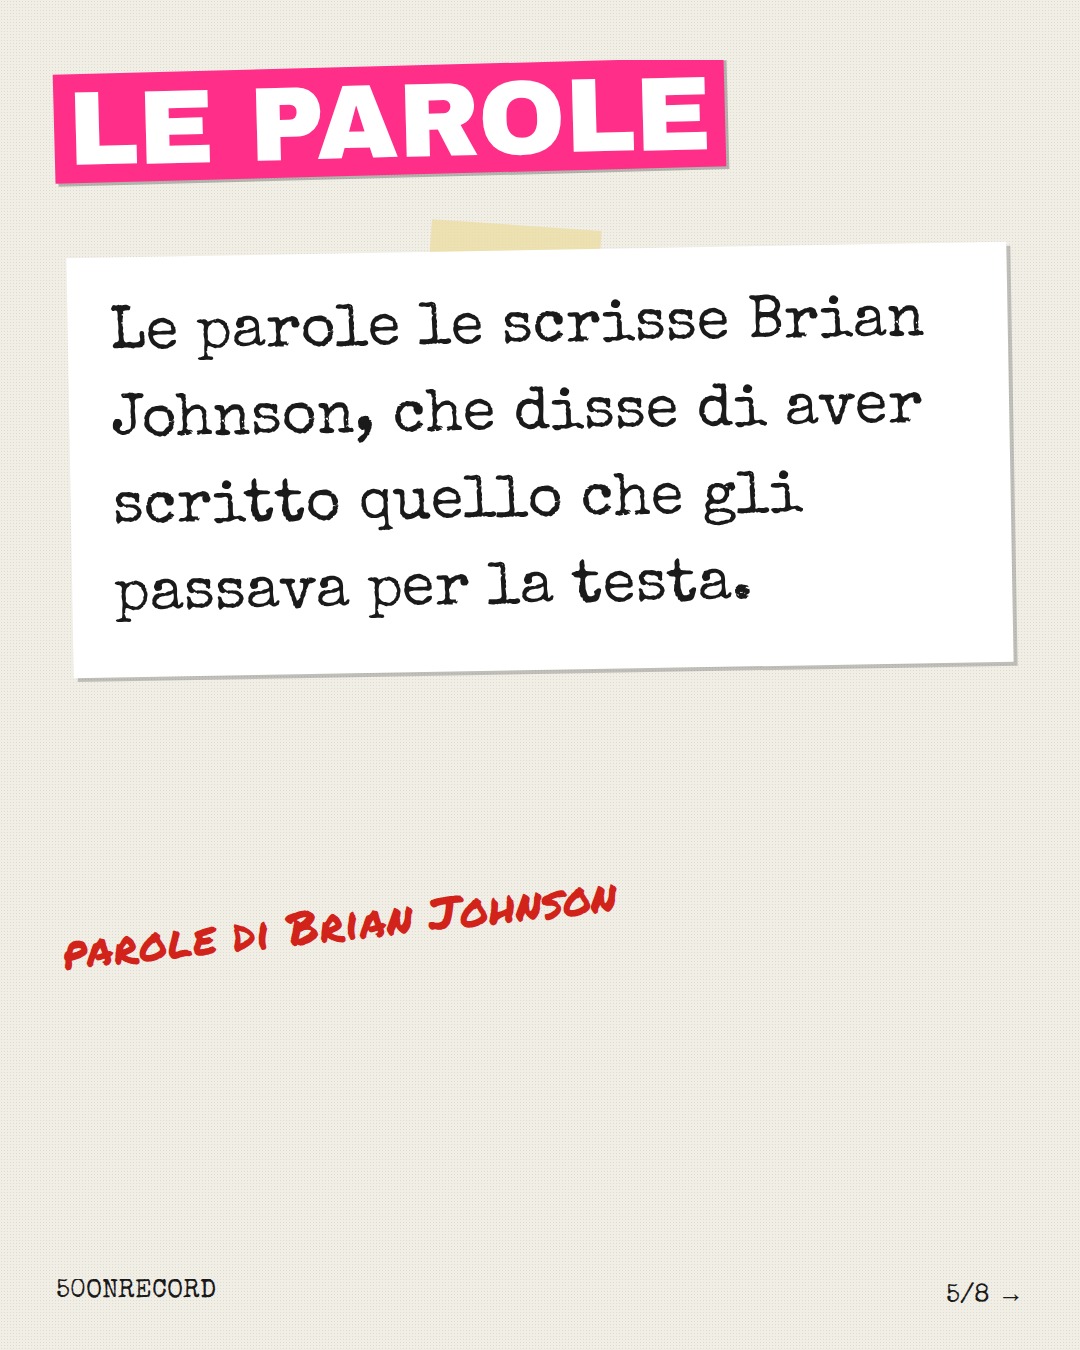 LE PAROLE
Le parole le scrisse Brian
Johnson, che disse di aver
scritto quello che gli
passava per la testa.
PAROLE DI BRIAN JOHNSON
50ONRECORD
5/8 →